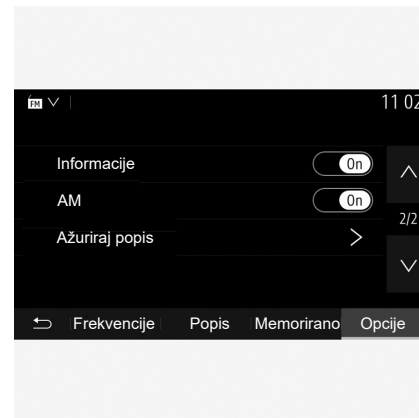 FM
11 02
Informacije
On
AM
On
2/2
Ažuriraj popis
Frekvencije Popis Memorirano Opcije